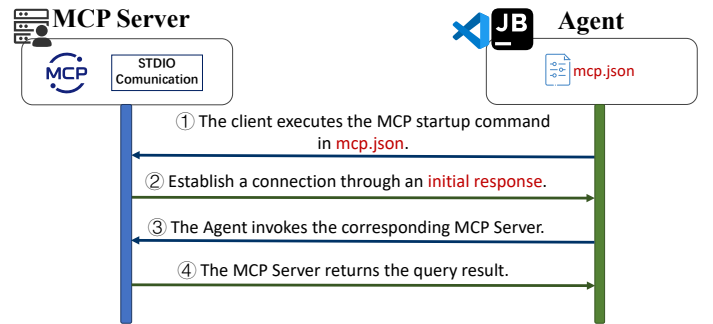 MCP Server
Agent
JB
MCP
STDIO
Comunication
mcp.json
① The client executes the MCP startup command
in mcp.json.
② Establish a connection through an initial response.
③ The Agent invokes the corresponding MCP Server.
④ The MCP Server returns the query result.